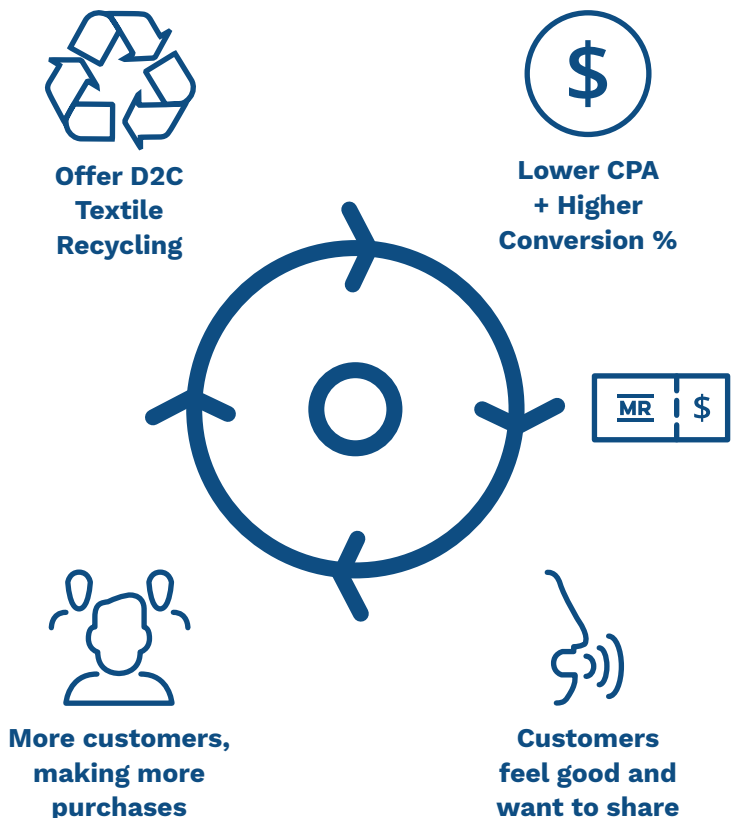 Offer D2C
Textile
Recycling
$
Lower CPA
+ Higher
Conversion %
MR $
More customers,
making more
purchases
Customers
feel good and
want to share